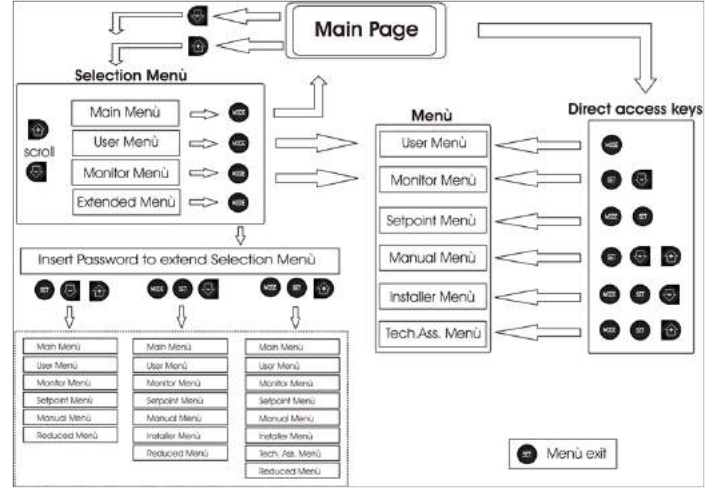 Main Page
Selection Menù
Main Menù
MODE
User Menù
MODE
scroll
Monitor Menù
MODE
Extended Menù
MODE
Insert Password to extend Selection Menù
SET
MODE SET
MODE SET
Main Menù
User Menù
Monitor Menù
Setpoint Menù
Manual Menù
Reduced Menù
Main Menù
User Menù
Monitor Menù
Setpoint Menù
Manual Menù
Installer Menù
Reduced Menù
Main Menù
User Menù
Monitor Menù
Setpoint Menù
Manual Menù
Installer Menù
Tech. Ass. Menù
Reduced Menù
Menù
User Menù
Monitor Menù
Setpoint Menù
Manual Menù
Installer Menù
Tech.Ass. Menù
Direct access keys
MODE
SET
MODE SET
SET
MODE SET
MODE SET
SET Menù exit